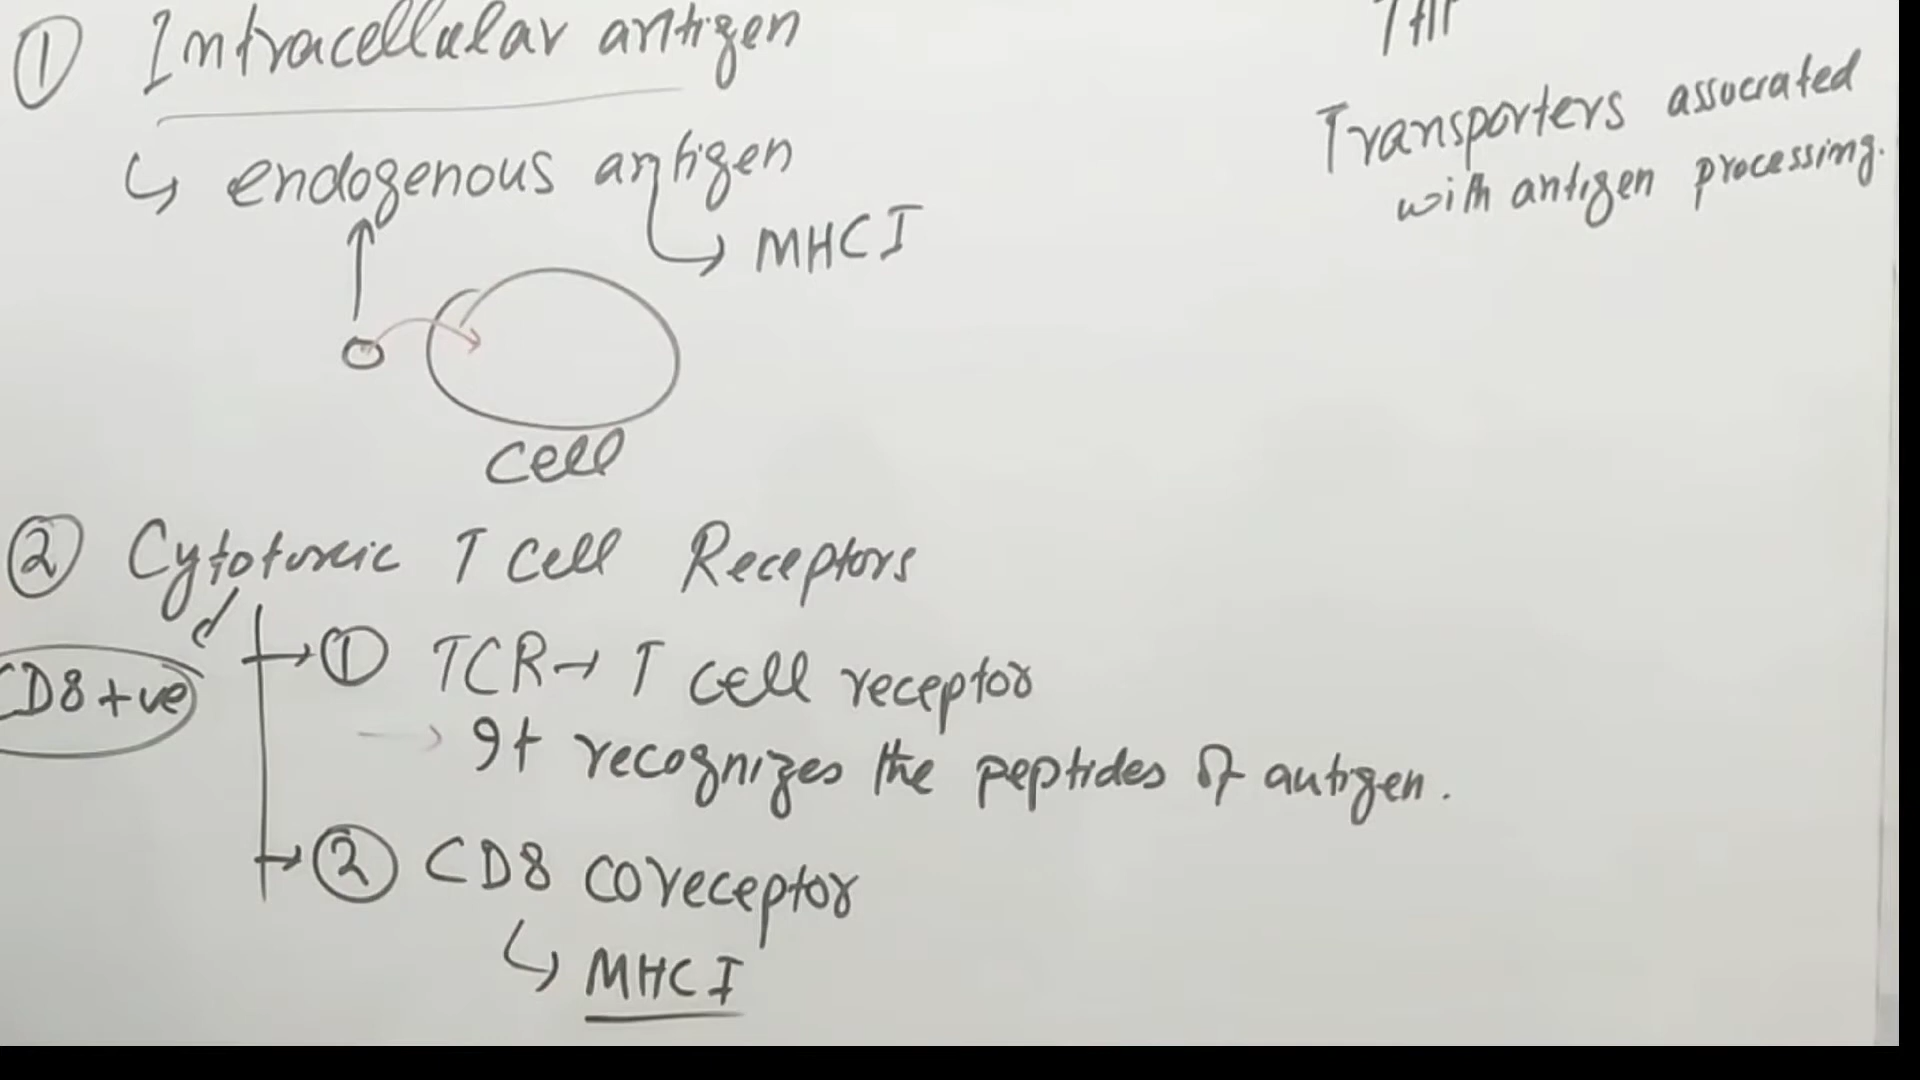 ① Intracellular antigen
↳ endogenous antigen
→ MHC I
cell
② Cytotoxic T cell Receptors
CD8 +ve
→ ① TCR → T cell receptor
→ It recognizes the peptides of antigen.
→ ② CD8 coreceptor
↳ MHC I
TAP
Transporters associated
with antigen processing.